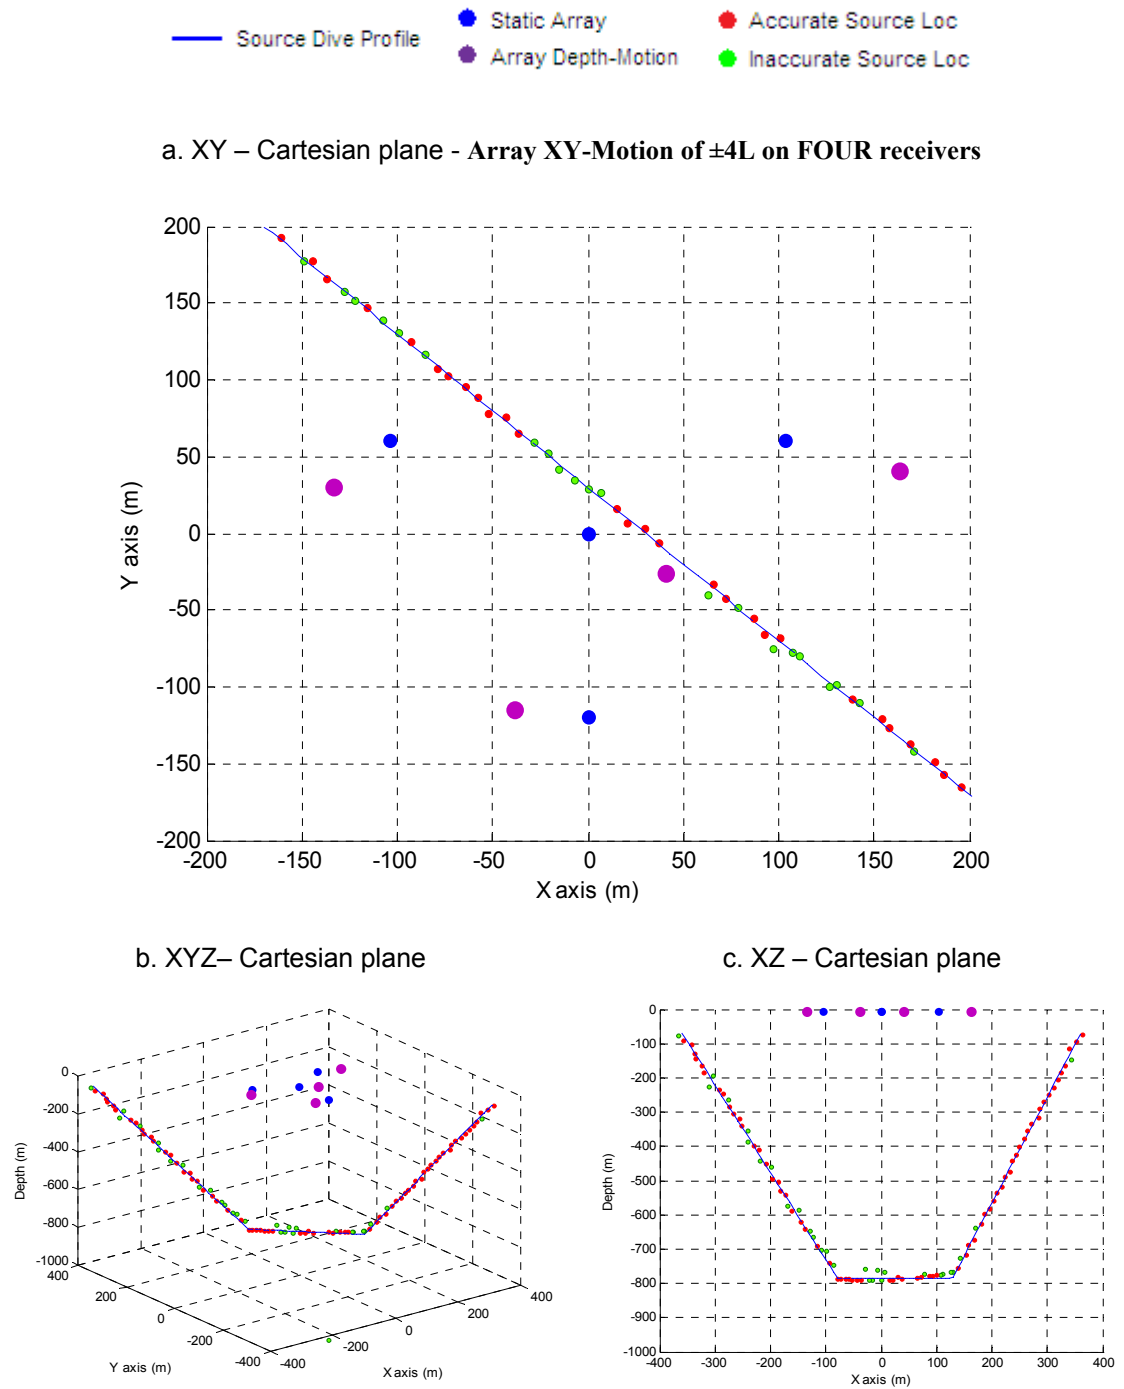 Source Dive Profile
Static Array
Array Depth-Motion
Accurate Source Loc
Inaccurate Source Loc
a. XY – Cartesian plane - Array XY-Motion of ±4L on FOUR receivers
200
150
100
50
0
-50
-100
-150
-200
Y axis (m)
-200 -150 -100 -50 0 50 100 150 200
X axis (m)
b. XYZ– Cartesian plane
0
-200
-400
-600
-800
-1000
Depth (m)
400
200
0
-200
-400
Y axis (m)
-400
-200
0
200
400
X axis (m)
c. XZ – Cartesian plane
0
-100
-200
-300
-400
-500
-600
-700
-800
-900
-1000
Depth (m)
-400 -300 -200 -100 0 100 200 300 400
X axis (m)